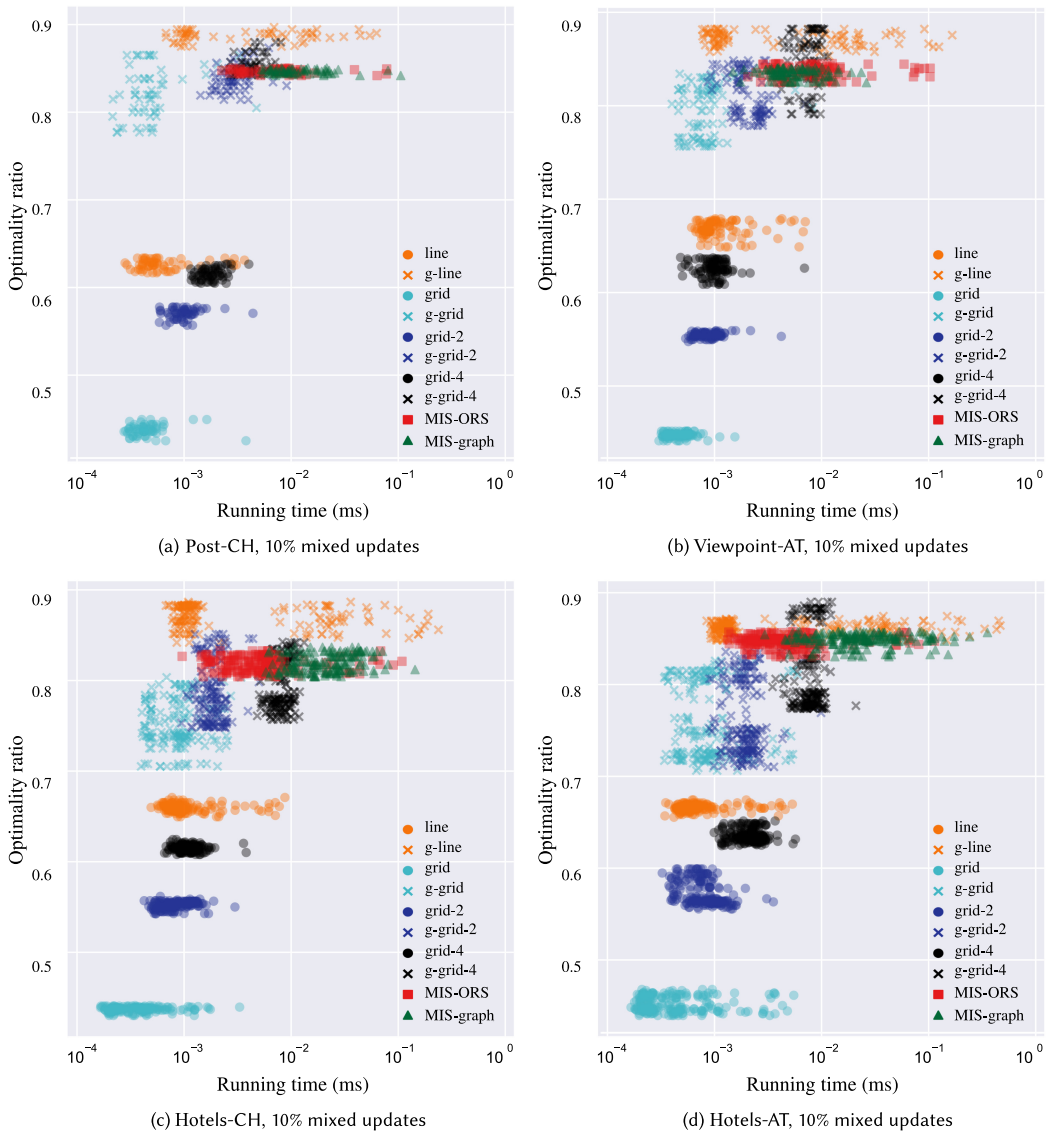 0.9
0.8
0.7
0.6
0.5
Optimality ratio
line
g-line
grid
g-grid
grid-2
g-grid-2
grid-4
g-grid-4
MIS-ORS
MIS-graph
10⁻⁴ 10⁻³ 10⁻² 10⁻¹ 10⁰
Running time (ms)
(a) Post-CH, 10% mixed updates
0.9
0.8
0.7
0.6
0.5
Optimality ratio
line
g-line
grid
g-grid
grid-2
g-grid-2
grid-4
g-grid-4
MIS-ORS
MIS-graph
10⁻⁴ 10⁻³ 10⁻² 10⁻¹ 10⁰
Running time (ms)
(b) Viewpoint-AT, 10% mixed updates
0.9
0.8
0.7
0.6
0.5
Optimality ratio
line
g-line
grid
g-grid
grid-2
g-grid-2
grid-4
g-grid-4
MIS-ORS
MIS-graph
10⁻⁴ 10⁻³ 10⁻² 10⁻¹ 10⁰
Running time (ms)
(c) Hotels-CH, 10% mixed updates
0.9
0.8
0.7
0.6
0.5
Optimality ratio
line
g-line
grid
g-grid
grid-2
g-grid-2
grid-4
g-grid-4
MIS-ORS
MIS-graph
10⁻⁴ 10⁻³ 10⁻² 10⁻¹ 10⁰
Running time (ms)
(d) Hotels-AT, 10% mixed updates